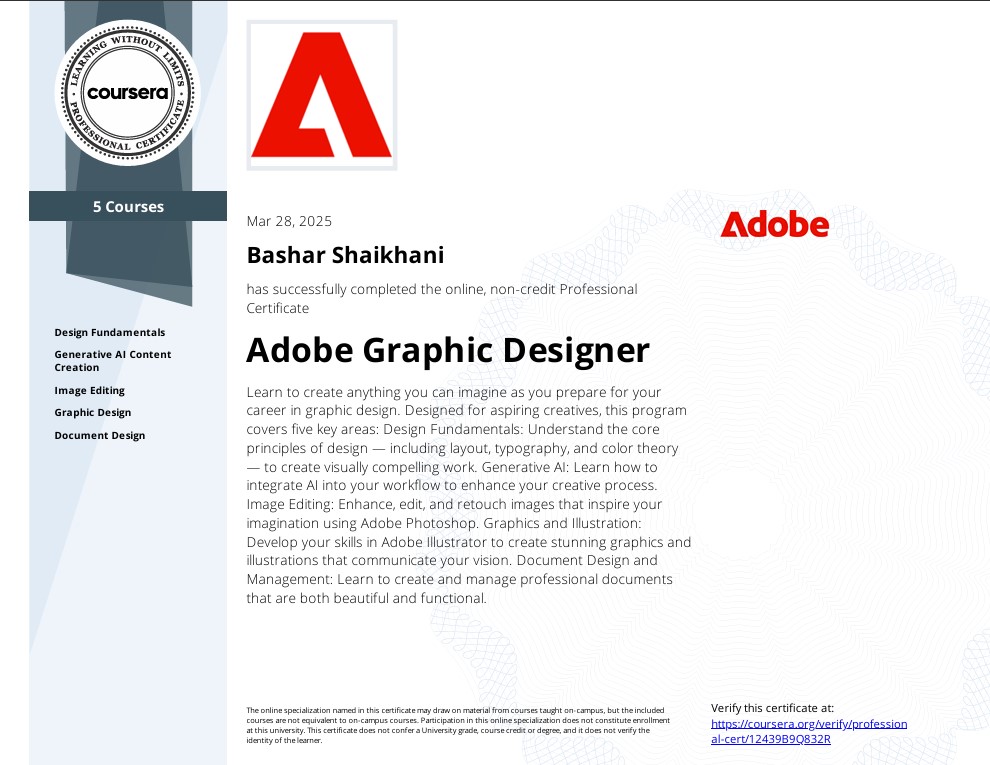 LEARNING WITHOUT LIMITS
coursera
PROFESSIONAL CERTIFICATE
5 Courses
Design Fundamentals
Generative AI Content
Creation
Image Editing
Graphic Design
Document Design
Mar 28, 2025
Adobe
Bashar Shaikhani
has successfully completed the online, non-credit Professional
Certificate
Adobe Graphic Designer
Learn to create anything you can imagine as you prepare for your
career in graphic design. Designed for aspiring creatives, this program
covers five key areas: Design Fundamentals: Understand the core
principles of design — including layout, typography, and color theory
— to create visually compelling work. Generative AI: Learn how to
integrate AI into your workflow to enhance your creative process.
Image Editing: Enhance, edit, and retouch images that inspire your
imagination using Adobe Photoshop. Graphics and Illustration:
Develop your skills in Adobe Illustrator to create stunning graphics and
illustrations that communicate your vision. Document Design and
Management: Learn to create and manage professional documents
that are both beautiful and functional.
The online specialization named in this certificate may draw on material from courses taught on-campus, but the included
courses are not equivalent to on-campus courses. Participation in this online specialization does not constitute enrollment
at this university. This certificate does not confer a University grade, course credit or degree, and it does not verify the
identity of the learner.
Verify this certificate at:
https://coursera.org/verify/profession
al-cert/12439B9Q832R